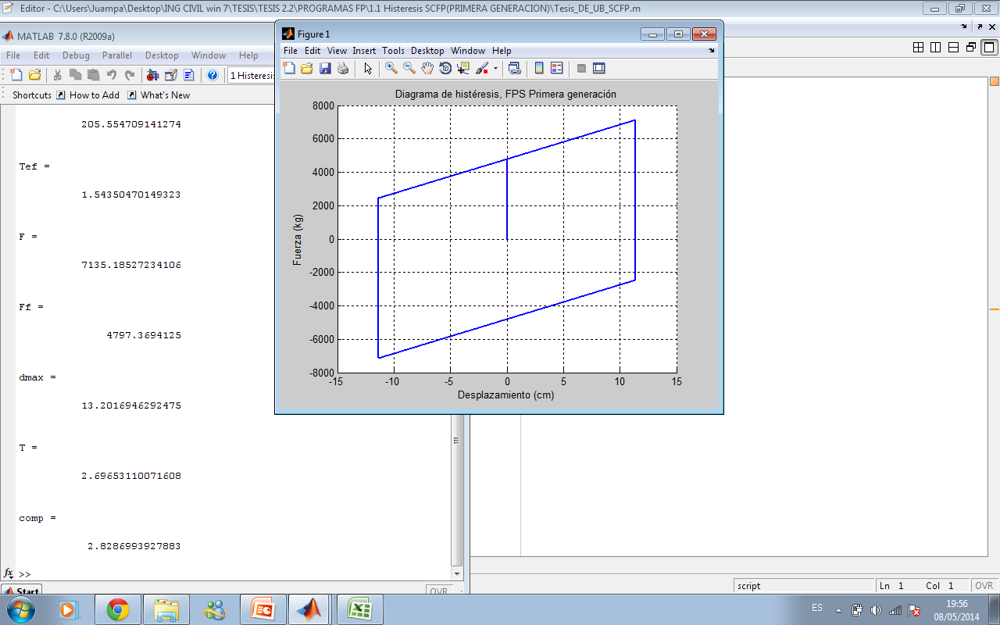 Editor - C:\Users\Juampa\Desktop\ING CIVIL win 7\TESIS\TESIS 2.2\PROGRAMAS FP\1.1 Histeresis SCFP(PRIMERA GENERACION)\Tesis_DE_UB_SCFP.m
MATLAB 7.8.0 (R2009a)
File Edit Debug Parallel Desktop Window Help
1 Histeresis
Shortcuts How to Add What's New
205.554709141274
Tef =
1.54350470149323
F =
7135.18527234106
Ff =
4797.3694125
dmax =
13.2016946292475
T =
2.69653110071608
comp =
2.8286993927883
fx >>
Start
OVR
Figure 1
File Edit View Insert Tools Desktop Window Help
Diagrama de histéresis, FPS Primera generación
8000
6000
4000
2000
0
-2000
-4000
-6000
-8000
Fuerza (kg)
-15 -10 -5 0 5 10 15
Desplazamiento (cm)
script Ln 1 Col 1 OVR
ES
19:56
08/05/2014